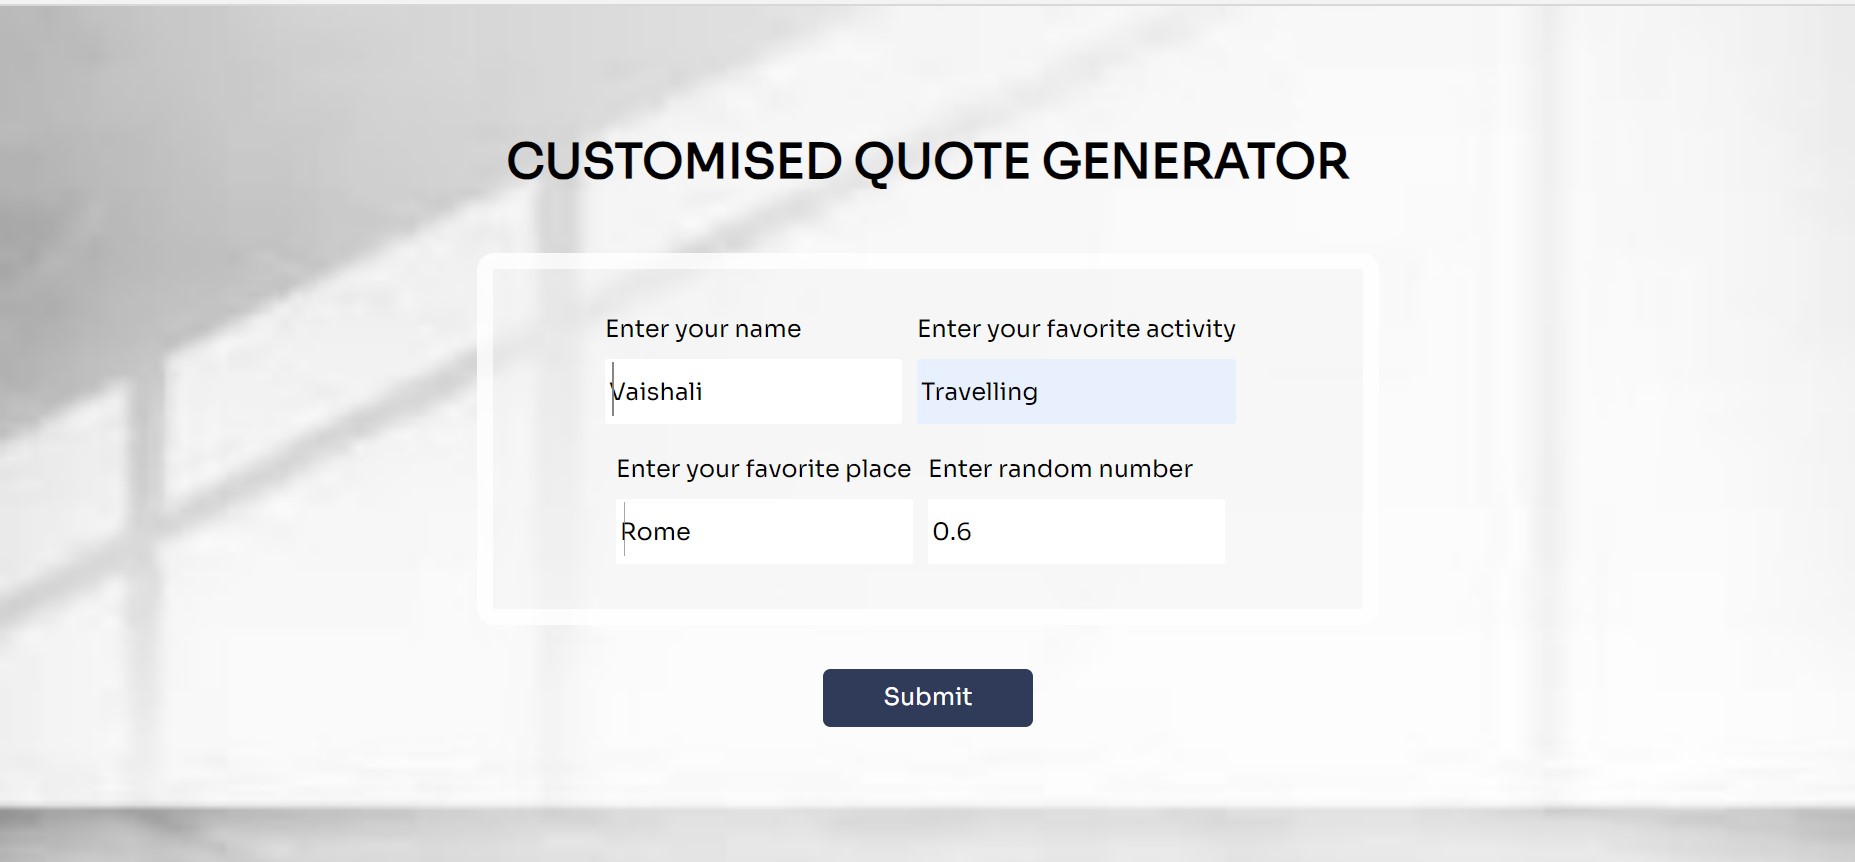 CUSTOMISED QUOTE GENERATOR
Enter your name
Enter your favorite activity
Vaishali
Travelling
Enter your favorite place
Enter random number
Rome
0.6
Submit